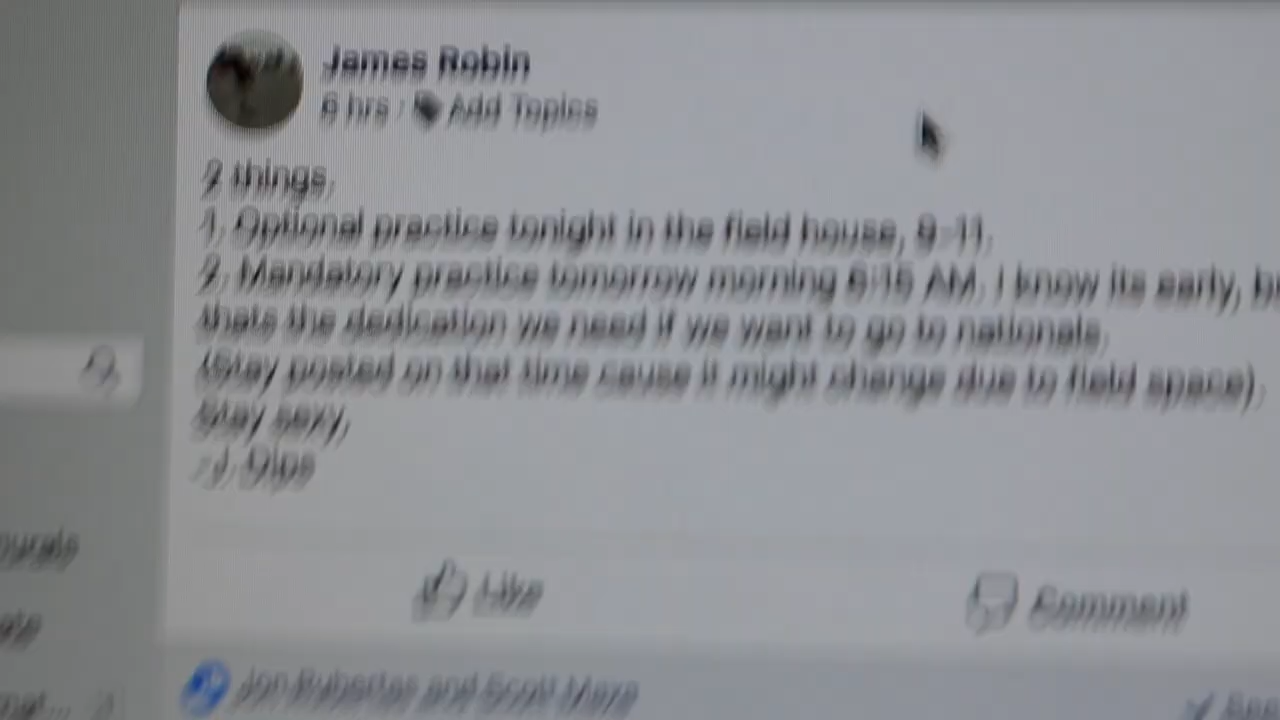 James Robin
6 hrs · Add Topics
2 things,
1. Optional practice tonight in the field house, 9-11.
2. Mandatory practice tomorrow morning 6:15 AM. I know its early,
thats the dedication we need if we want to go to nationals.
(Stay posted on that time cause it might change due to field space).
Stay sexy,
-J. Dips
Like
Comment
and Scott